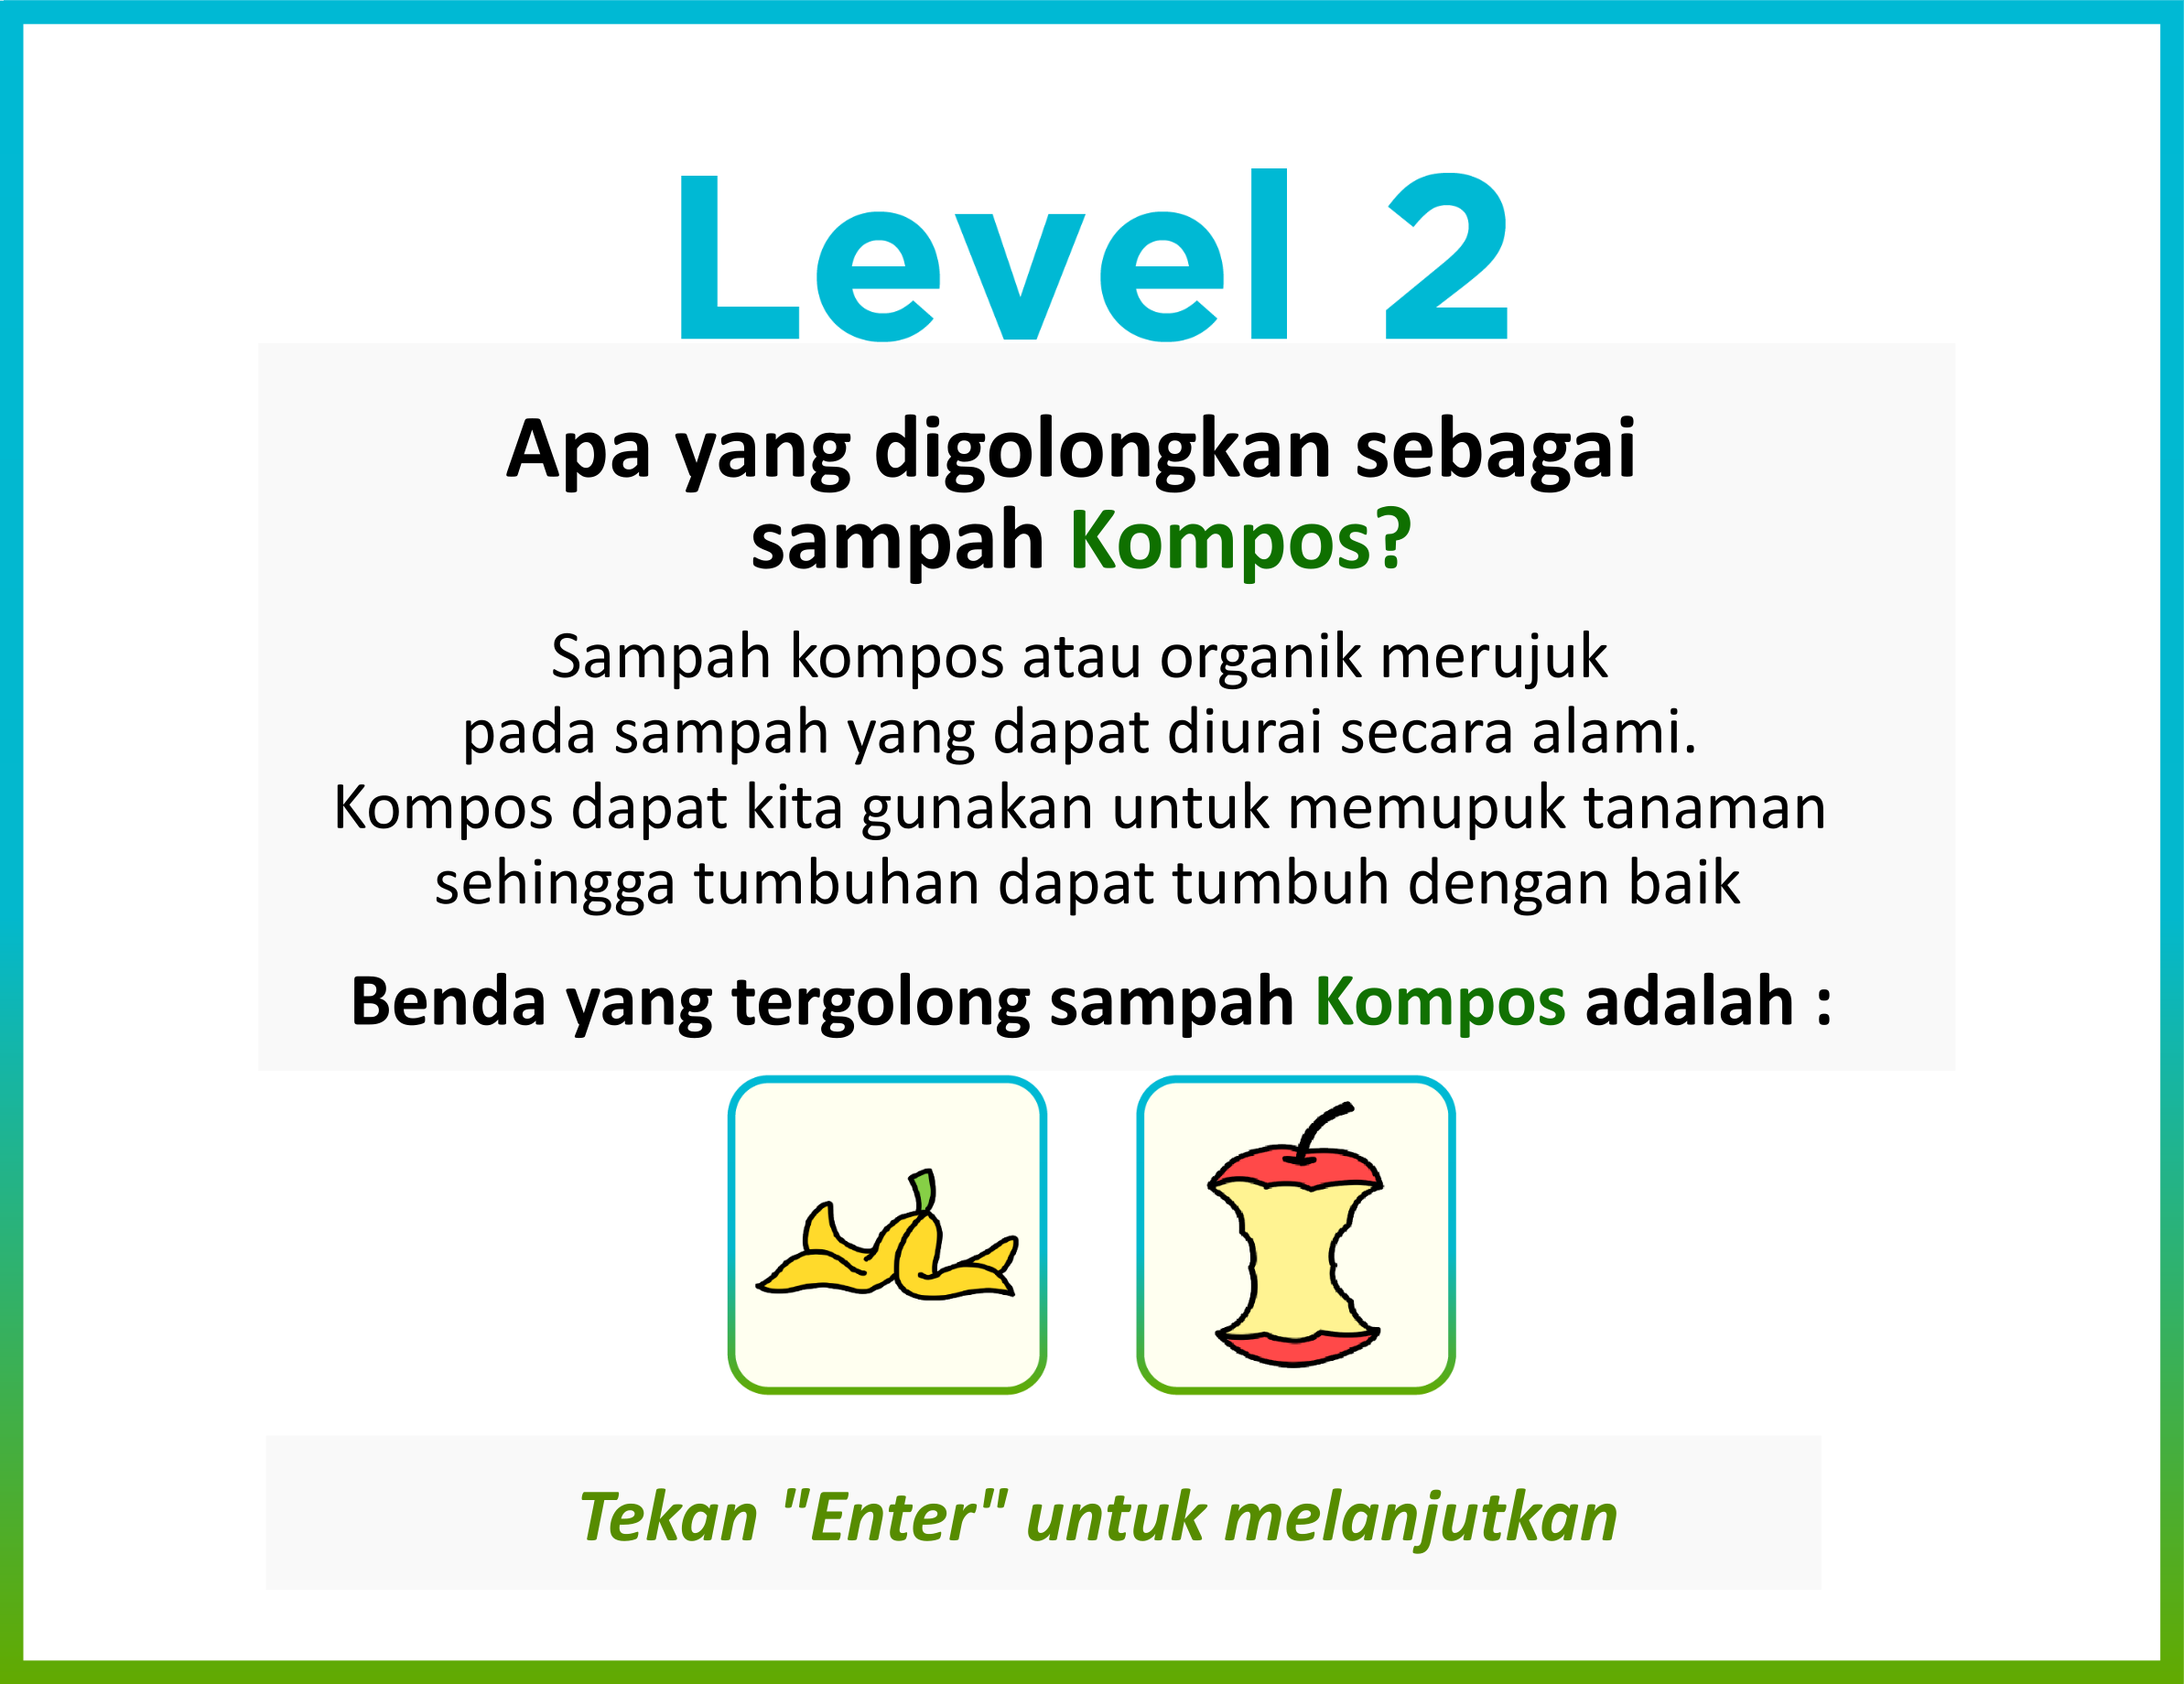 Level 2
Apa yang digolongkan sebagai
sampah Kompos?
Sampah kompos atau organik merujuk
pada sampah yang dapat diurai secara alami.
Kompos dapat kita gunakan untuk memupuk tanaman
sehingga tumbuhan dapat tumbuh dengan baik
Benda yang tergolong sampah Kompos adalah :
Tekan "Enter" untuk melanjutkan